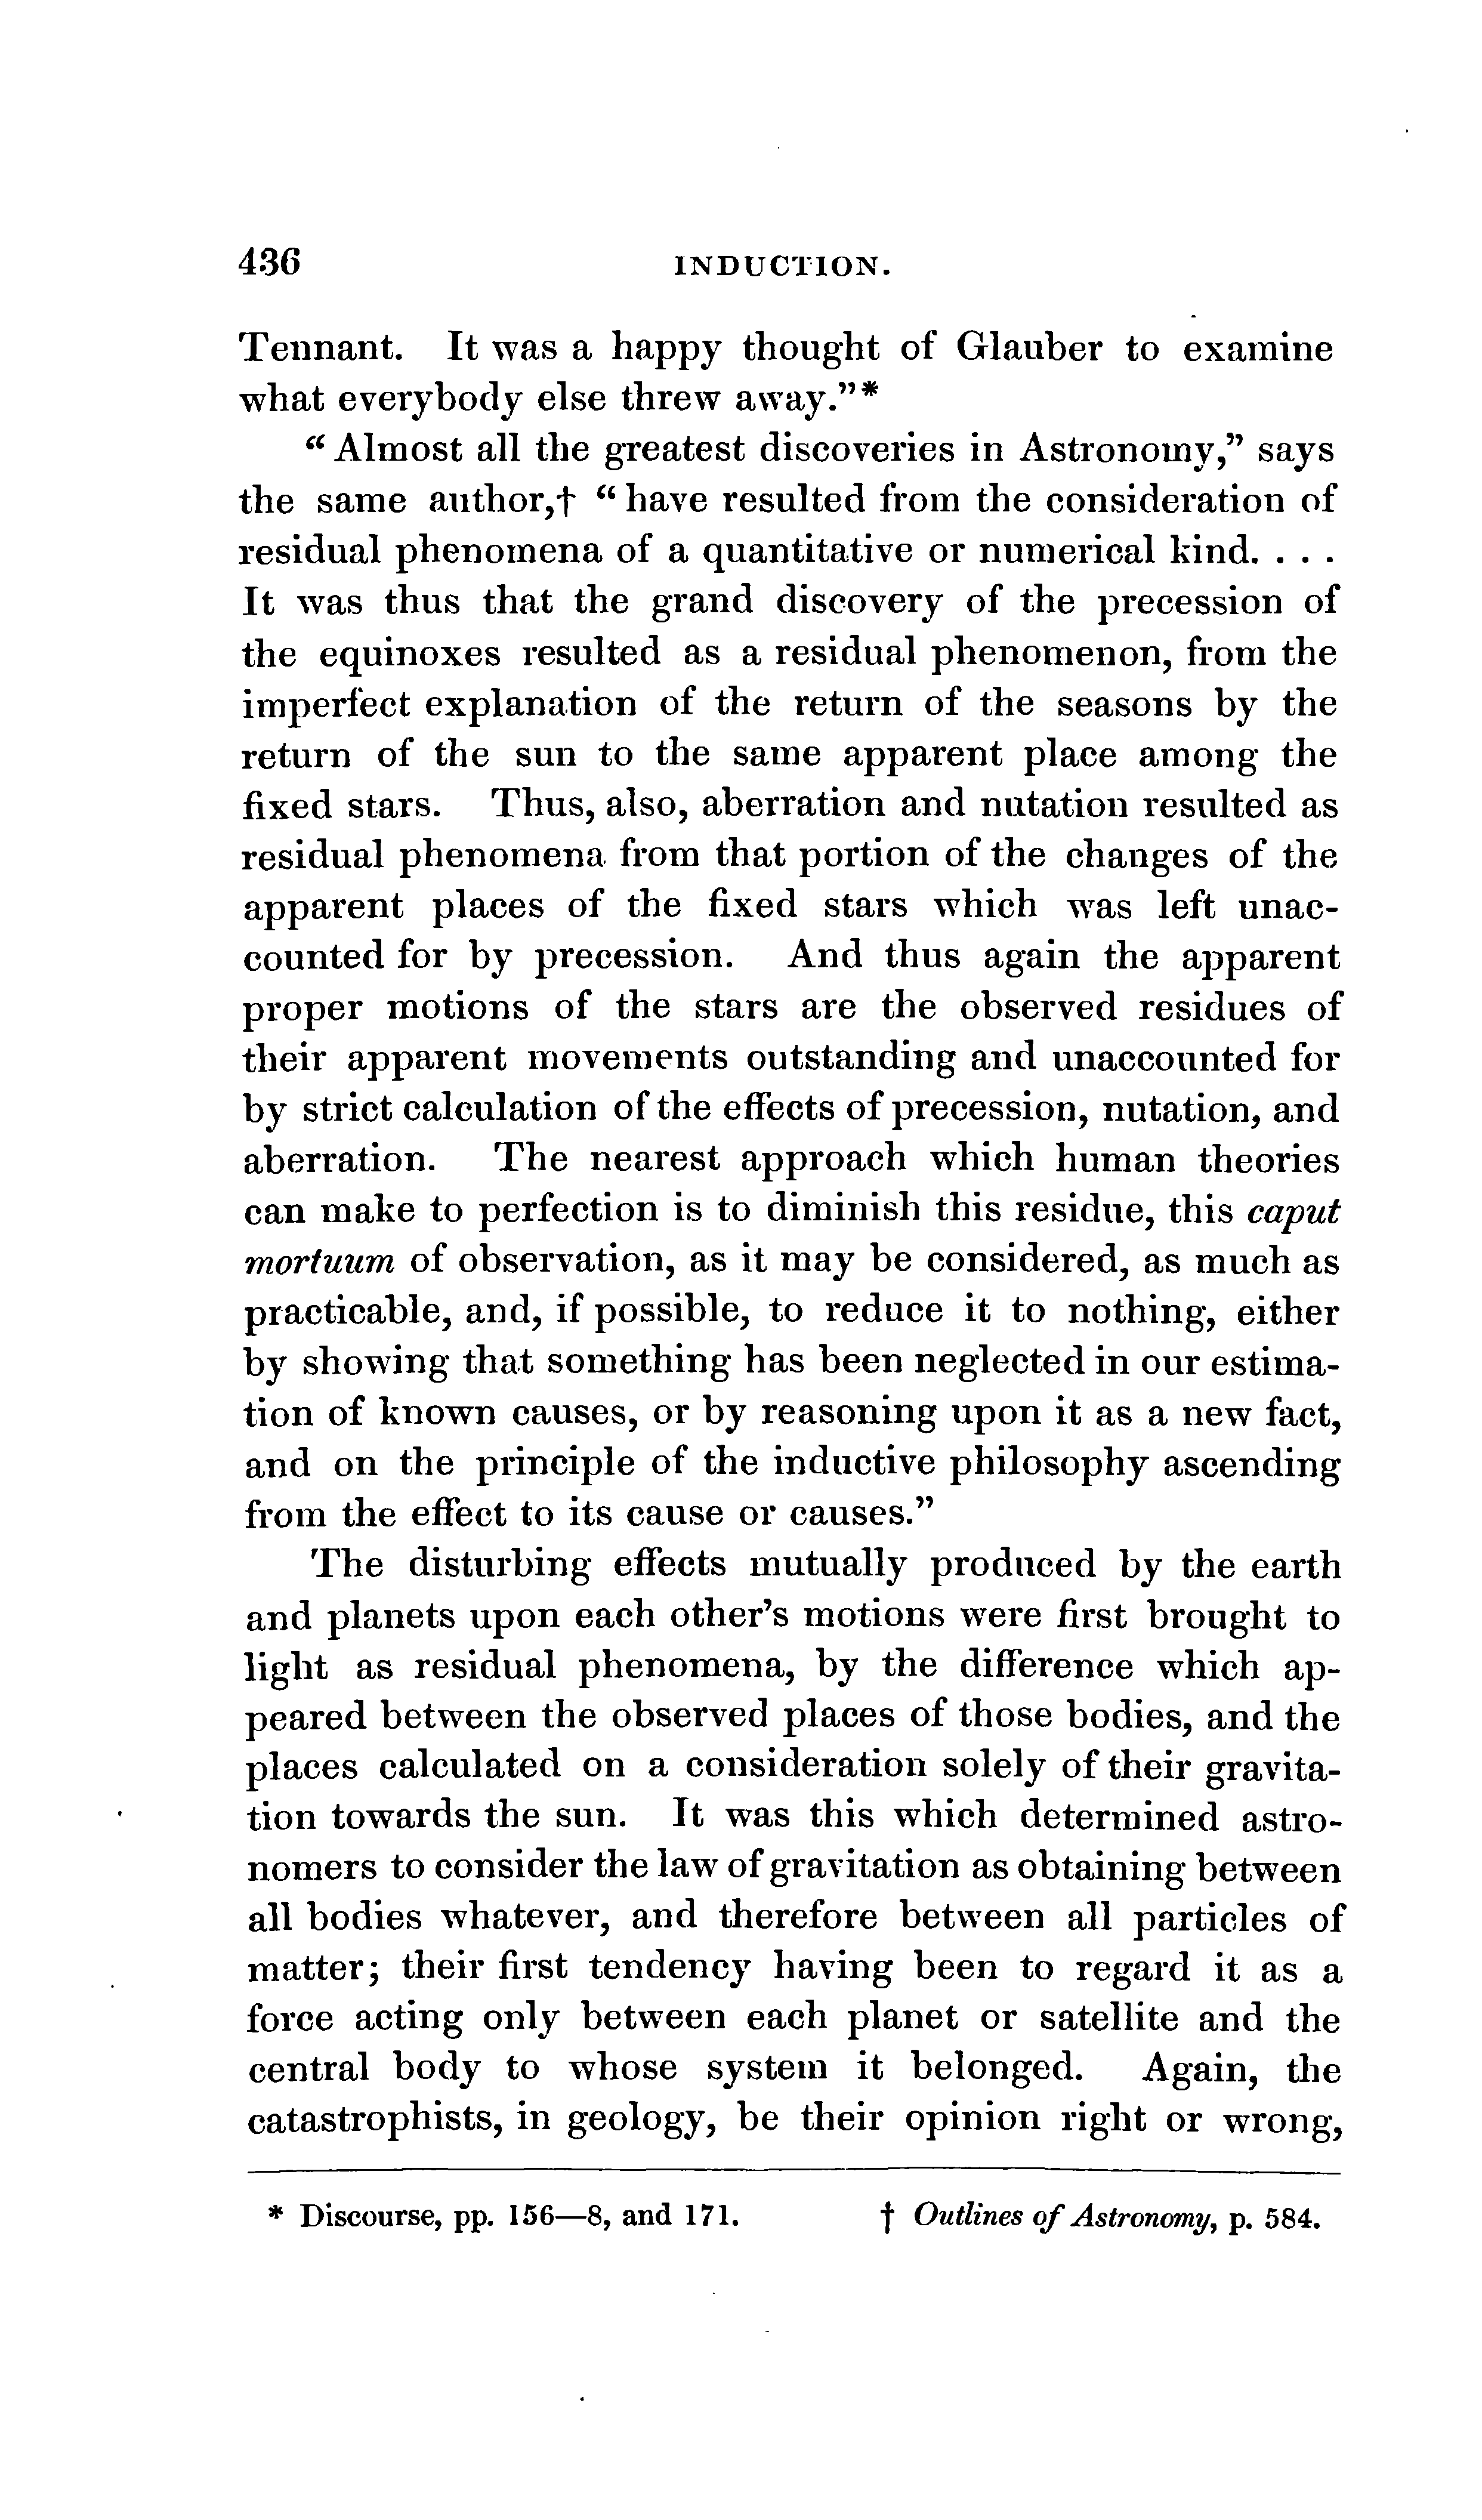 436 INDUCTION.
Tennant. It was a happy thought of Glauber to examine
what everybody else threw away."*
"Almost all the greatest discoveries in Astronomy," says
the same author,† "have resulted from the consideration of
residual phenomena of a quantitative or numerical kind. . . .
It was thus that the grand discovery of the precession of
the equinoxes resulted as a residual phenomenon, from the
imperfect explanation of the return of the seasons by the
return of the sun to the same apparent place among the
fixed stars. Thus, also, aberration and nutation resulted as
residual phenomena from that portion of the changes of the
apparent places of the fixed stars which was left unac-
counted for by precession. And thus again the apparent
proper motions of the stars are the observed residues of
their apparent movements outstanding and unaccounted for
by strict calculation of the effects of precession, nutation, and
aberration. The nearest approach which human theories
can make to perfection is to diminish this residue, this caput
mortuum of observation, as it may be considered, as much as
practicable, and, if possible, to reduce it to nothing, either
by showing that something has been neglected in our estima-
tion of known causes, or by reasoning upon it as a new fact,
and on the principle of the inductive philosophy ascending
from the effect to its cause or causes."
The disturbing effects mutually produced by the earth
and planets upon each other's motions were first brought to
light as residual phenomena, by the difference which ap-
peared between the observed places of those bodies, and the
places calculated on a consideration solely of their gravita-
tion towards the sun. It was this which determined astro-
nomers to consider the law of gravitation as obtaining between
all bodies whatever, and therefore between all particles of
matter; their first tendency having been to regard it as a
force acting only between each planet or satellite and the
central body to whose system it belonged. Again, the
catastrophists, in geology, be their opinion right or wrong,
* Discourse, pp. 156—8, and 171. † Outlines of Astronomy, p. 584.